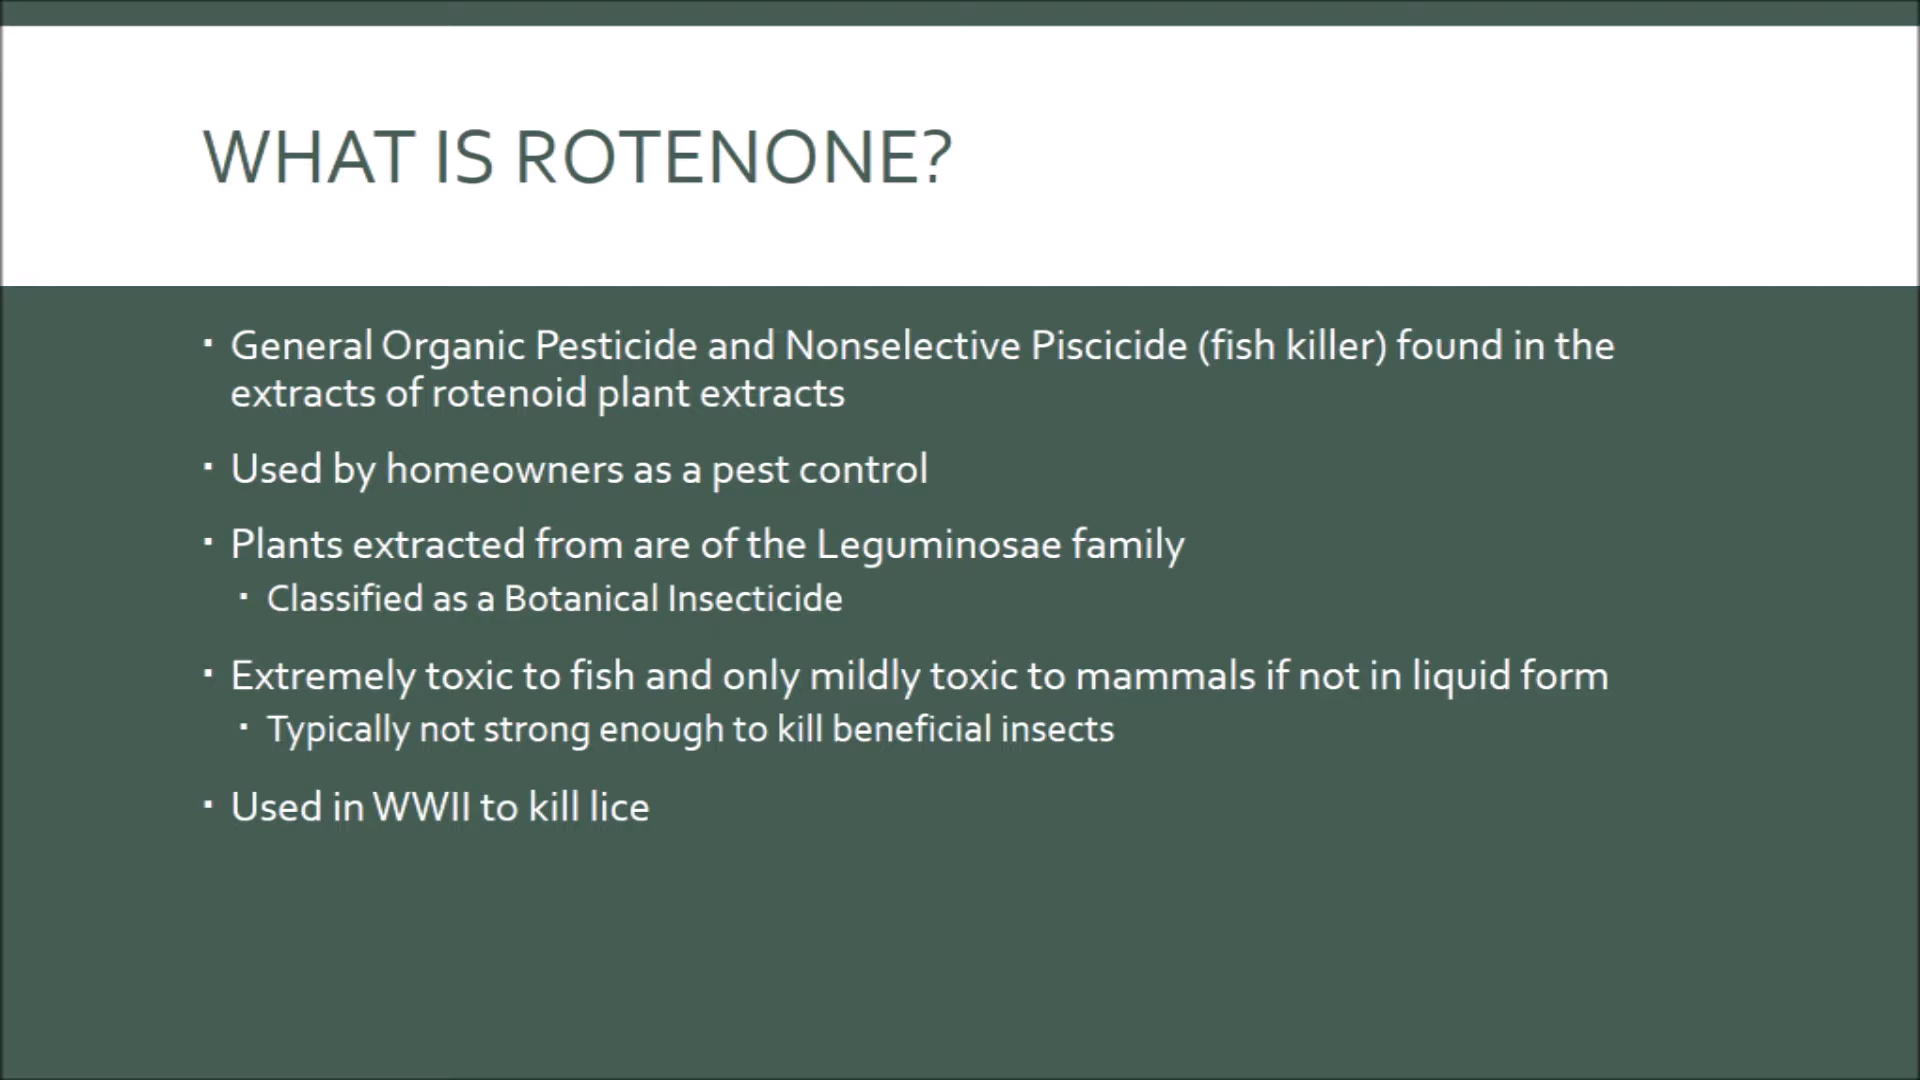 WHAT IS ROTENONE?
▪ General Organic Pesticide and Nonselective Piscicide (fish killer) found in the
extracts of rotenoid plant extracts
▪ Used by homeowners as a pest control
▪ Plants extracted from are of the Leguminosae family
▪ Classified as a Botanical Insecticide
▪ Extremely toxic to fish and only mildly toxic to mammals if not in liquid form
▪ Typically not strong enough to kill beneficial insects
▪ Used in WWII to kill lice